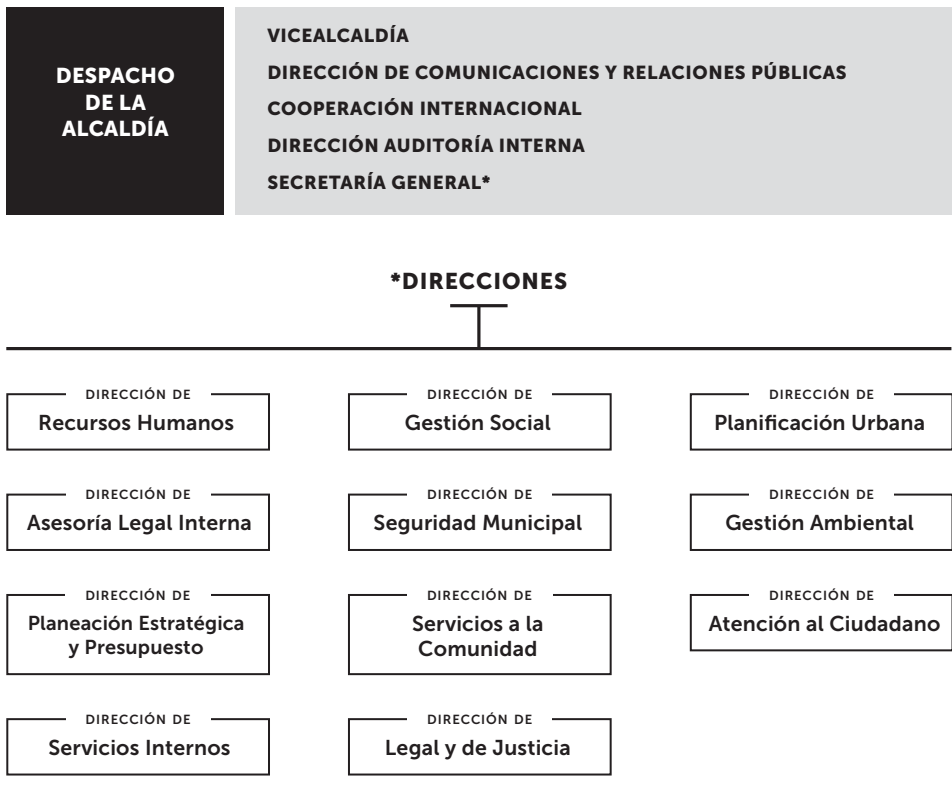 DESPACHO
DE LA
ALCALDÍA
VICEALCALDÍA
DIRECCIÓN DE COMUNICACIONES Y RELACIONES PÚBLICAS
COOPERACIÓN INTERNACIONAL
DIRECCIÓN AUDITORÍA INTERNA
SECRETARÍA GENERAL*
*DIRECCIONES
DIRECCIÓN DE
Recursos Humanos
DIRECCIÓN DE
Gestión Social
DIRECCIÓN DE
Planificación Urbana
DIRECCIÓN DE
Asesoría Legal Interna
DIRECCIÓN DE
Seguridad Municipal
DIRECCIÓN DE
Gestión Ambiental
DIRECCIÓN DE
Planeación Estratégica
y Presupuesto
DIRECCIÓN DE
Servicios a la
Comunidad
DIRECCIÓN DE
Atención al Ciudadano
DIRECCIÓN DE
Servicios Internos
DIRECCIÓN DE
Legal y de Justicia